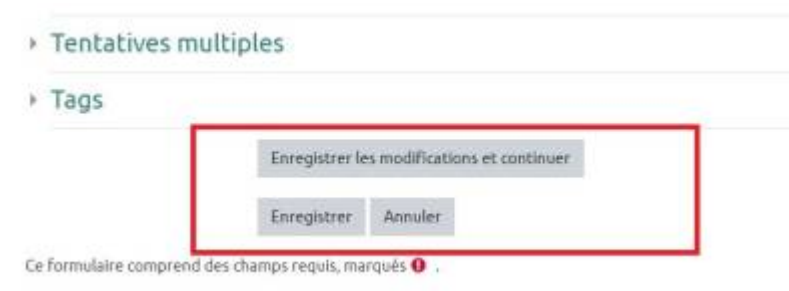 Tentatives multiples
Tags
Enregistrer les modifications et continuer
Enregistrer Annuler
Ce formulaire comprend des champs requis, marqués .